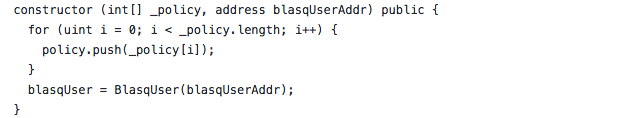 constructor (int[] _policy, address blasqUserAddr) public {
  for (uint i = 0; i < _policy.length; i++) {
    policy.push(_policy[i]);
  }
  blasqUser = BlasqUser(blasqUserAddr);
}